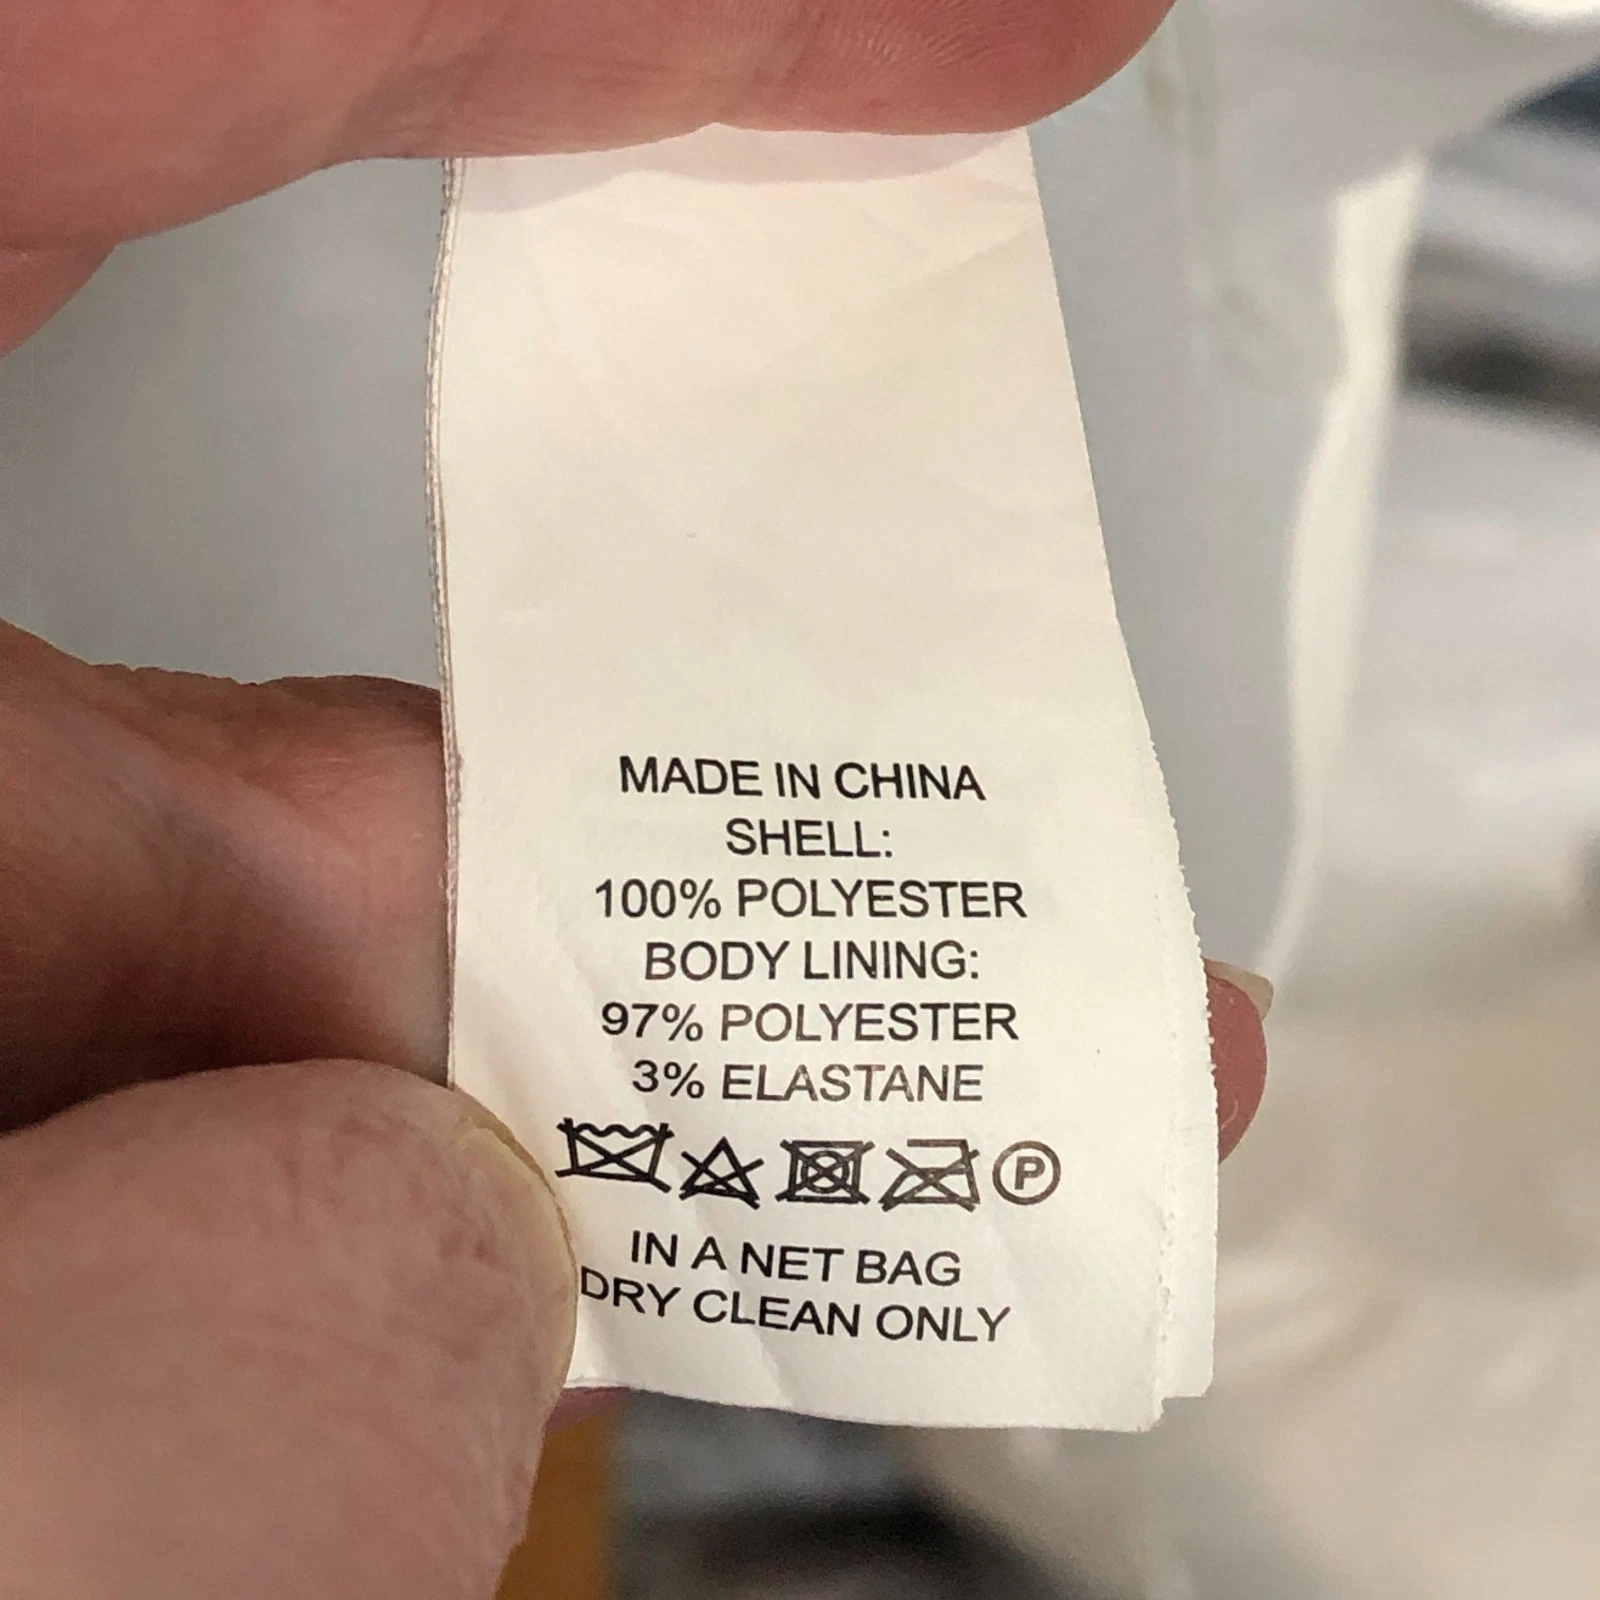 MADE IN CHINA
SHELL:
100% POLYESTER
BODY LINING:
97% POLYESTER
3% ELASTANE
P
IN A NET BAG
DRY CLEAN ONLY